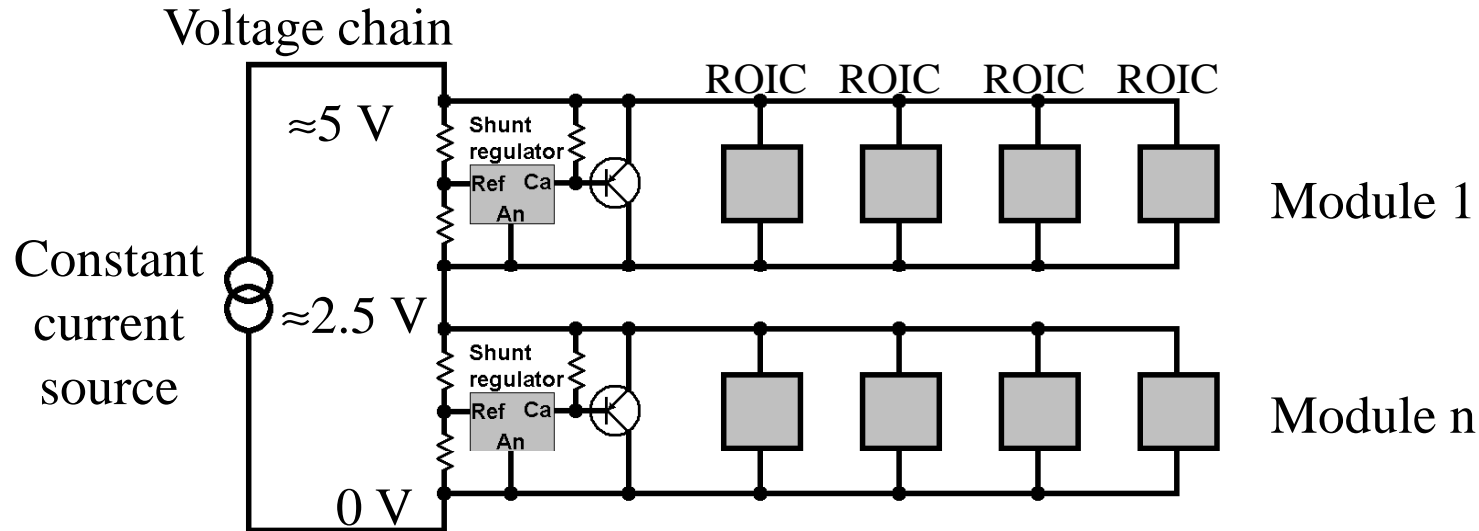 Voltage chain
ROIC ROIC ROIC ROIC
≈5 V
Shunt
regulator
Ref Ca
An
Module 1
Constant
current
source
≈2.5 V
Shunt
regulator
Ref Ca
An
Module n
0 V